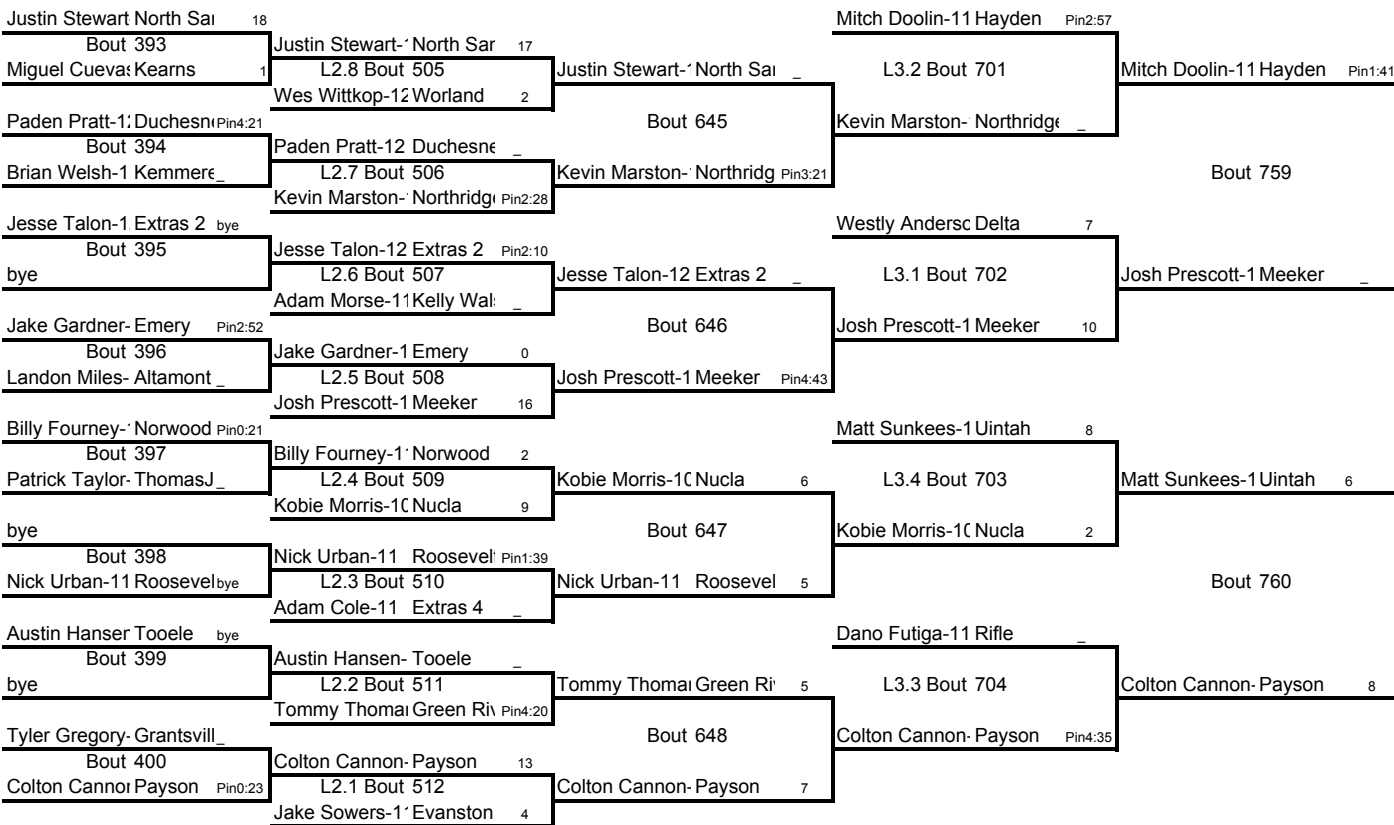 Justin Stewart North Sar 18
Bout 393
Miguel Cuevas Kearns 1
Paden Pratt-12 Duchesne Pin4:21
Bout 394
Brian Welsh-1 Kemmere _
Jesse Talon-1 Extras 2 bye
Bout 395
bye
Jake Gardner- Emery Pin2:52
Bout 396
Landon Miles- Altamont _
Billy Fourney-1 Norwood Pin0:21
Bout 397
Patrick Taylor- ThomasJ _
bye
Bout 398
Nick Urban-11 Roosevel bye
Austin Hanser Tooele bye
Bout 399
bye
Tyler Gregory- Grantsvill _
Bout 400
Colton Cannor Payson Pin0:23
Justin Stewart-1 North Sar 17
L2.8 Bout 505
Wes Wittkop-12 Worland 2
Paden Pratt-12 Duchesne _
L2.7 Bout 506
Kevin Marston- Northridge Pin2:28
Jesse Talon-12 Extras 2 Pin2:10
L2.6 Bout 507
Adam Morse-11 Kelly Wals _
Jake Gardner-1 Emery 0
L2.5 Bout 508
Josh Prescott-1 Meeker 16
Billy Fourney-11 Norwood 2
L2.4 Bout 509
Kobie Morris-10 Nucla 9
Nick Urban-11 Roosevel Pin1:39
L2.3 Bout 510
Adam Cole-11 Extras 4 _
Austin Hansen- Tooele _
L2.2 Bout 511
Tommy Thomas Green Riv Pin4:20
Colton Cannon- Payson 13
L2.1 Bout 512
Jake Sowers-11 Evanston 4
Justin Stewart-1 North Sar _
Bout 645
Kevin Marston- Northridg Pin3:21
Jesse Talon-12 Extras 2 _
Bout 646
Josh Prescott-1 Meeker Pin4:43
Kobie Morris-10 Nucla 6
Bout 647
Nick Urban-11 Roosevel 5
Tommy Thomas Green Riv 5
Bout 648
Colton Cannon- Payson 7
Mitch Doolin-11 Hayden Pin2:57
L3.2 Bout 701
Kevin Marston- Northridge _
Westly Anderso Delta 7
L3.1 Bout 702
Josh Prescott-1 Meeker 10
Matt Sunkees-1 Uintah 8
L3.4 Bout 703
Kobie Morris-10 Nucla 2
Dano Futiga-11 Rifle _
L3.3 Bout 704
Colton Cannon- Payson Pin4:35
Mitch Doolin-11 Hayden Pin1:41
Bout 759
Josh Prescott-1 Meeker _
Matt Sunkees-1 Uintah 6
Bout 760
Colton Cannon- Payson 8